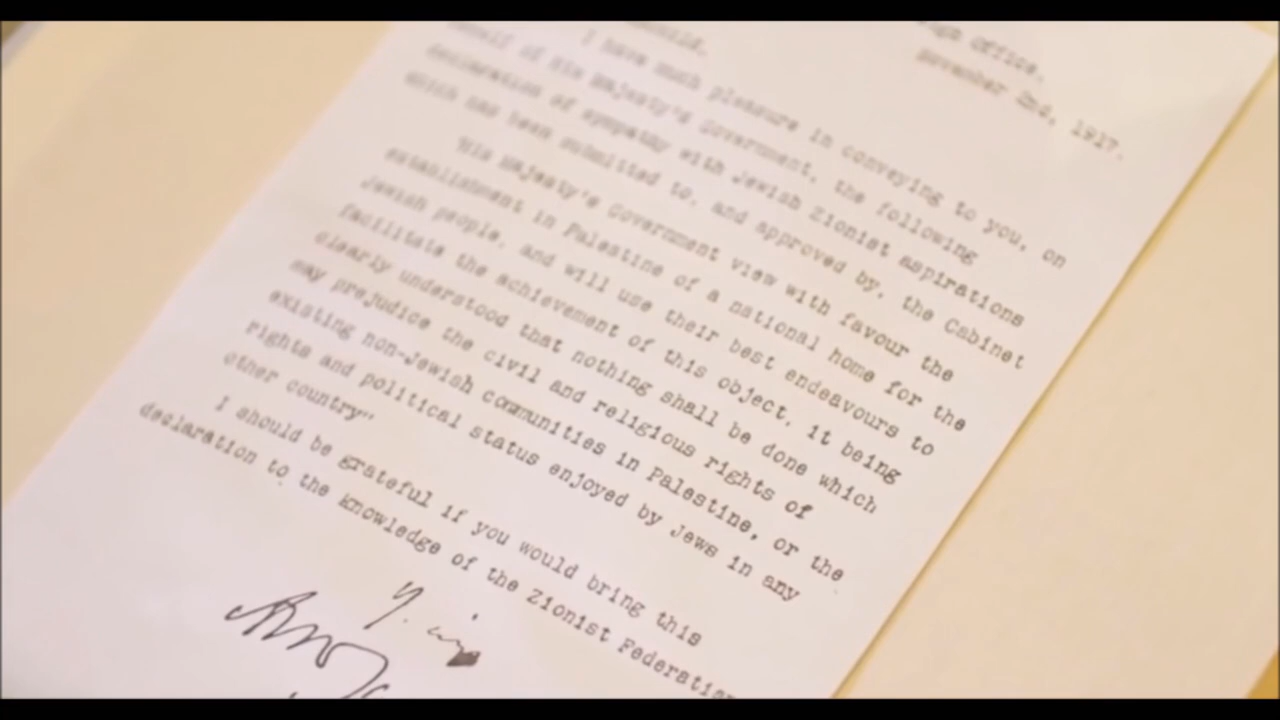 Office.
November 2nd, 1917.
I have much pleasure in conveying to you, on
behalf of His Majesty's Government, the following
declaration of sympathy with Jewish Zionist aspirations
which has been submitted to, and approved by, the Cabinet
"His Majesty's Government view with favour the
establishment in Palestine of a national home for the
Jewish people, and will use their best endeavours to
facilitate the achievement of this object, it being
clearly understood that nothing shall be done which
may prejudice the civil and religious rights of
existing non-Jewish communities in Palestine, or the
rights and political status enjoyed by Jews in any
other country"
I should be grateful if you would bring this
declaration to the knowledge of the Zionist Federation